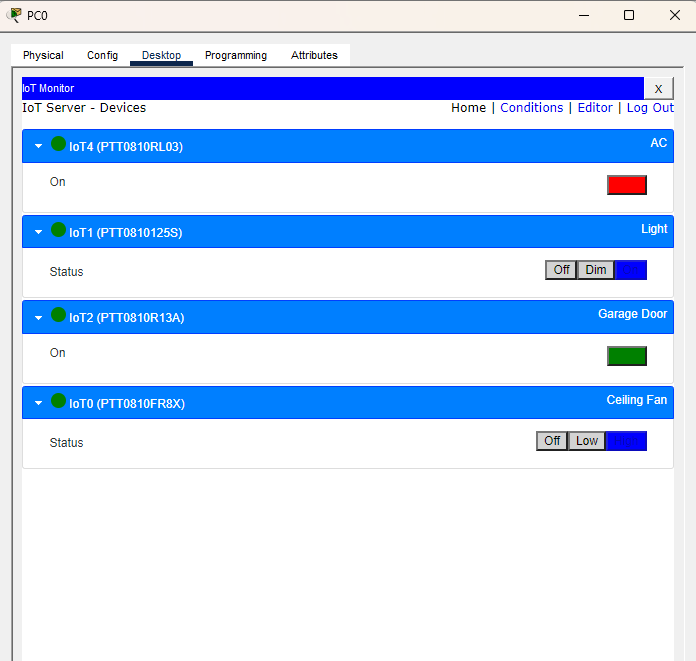 PC0
Physical Config Desktop Programming Attributes
IoT Monitor X
IoT Server - Devices Home | Conditions | Editor | Log Out
IoT4 (PTT0810RL03) AC
On
IoT1 (PTT0810125S) Light
Status Off Dim
IoT2 (PTT0810R13A) Garage Door
On
IoT0 (PTT0810FR8X) Ceiling Fan
Status Off Low